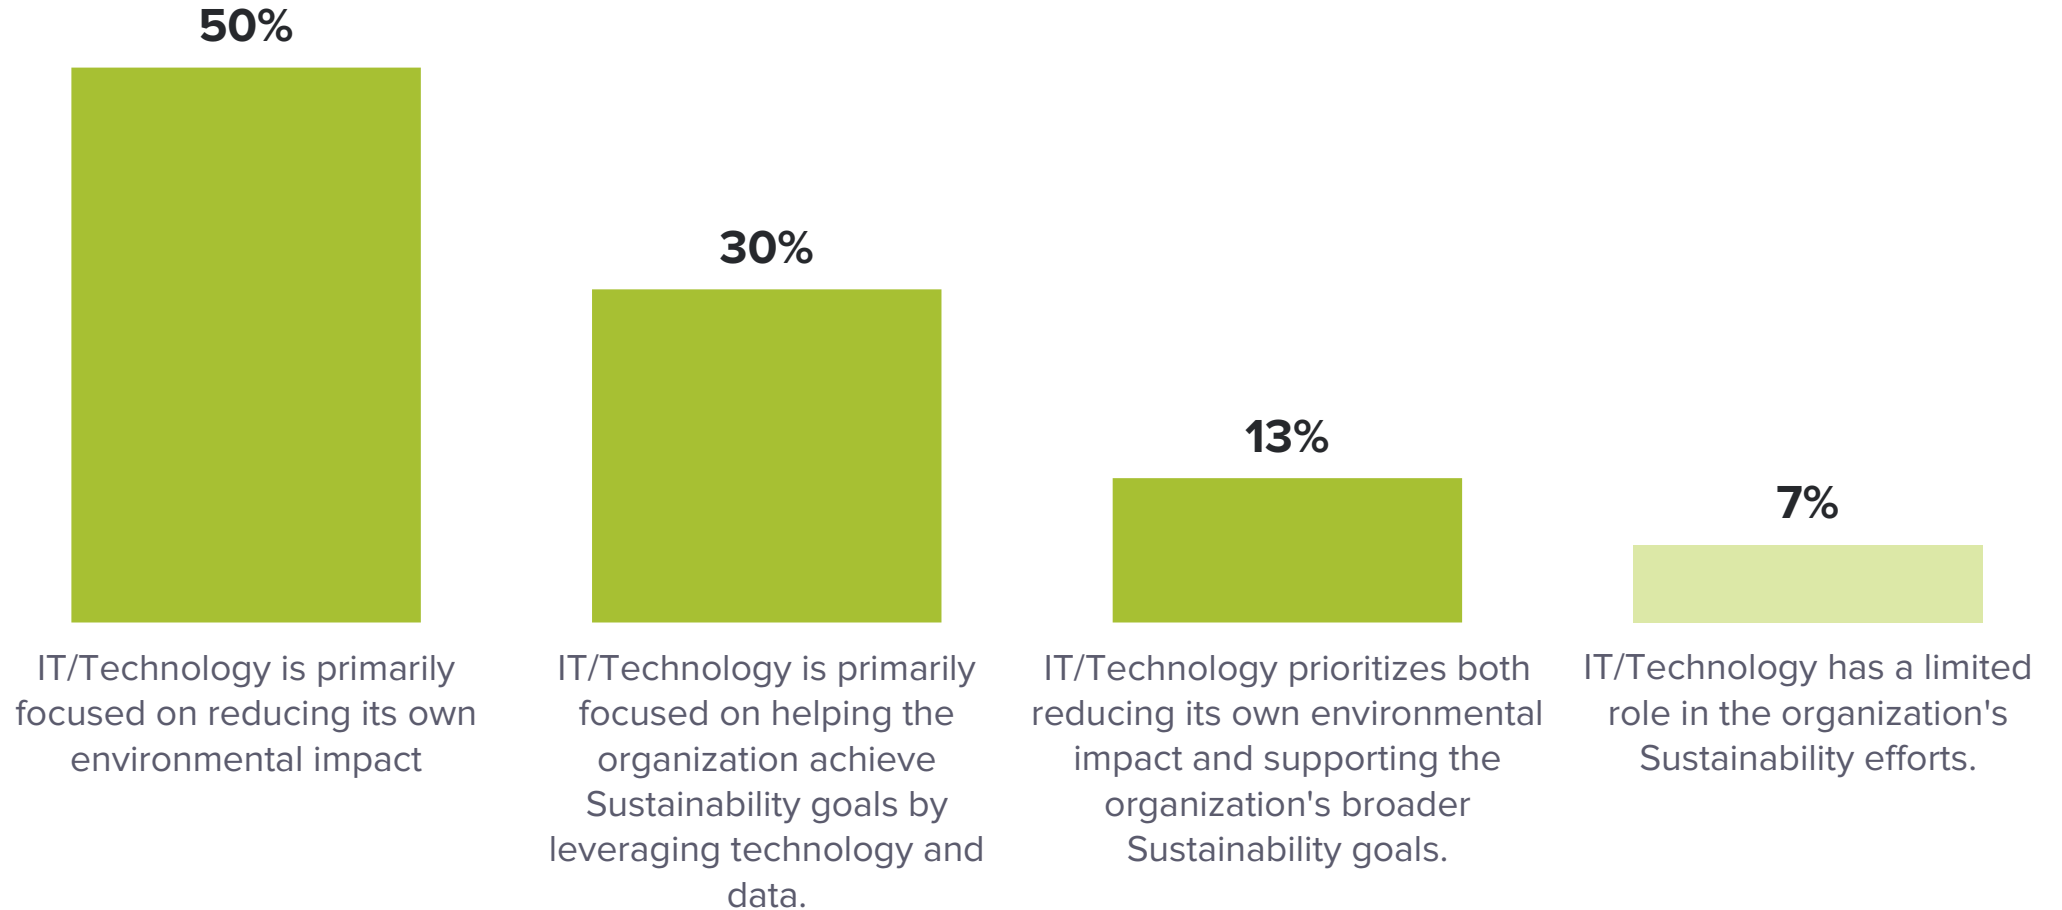 50%
IT/Technology is primarily
focused on reducing its own
environmental impact
30%
IT/Technology is primarily
focused on helping the
organization achieve
Sustainability goals by
leveraging technology and
data.
13%
IT/Technology prioritizes both
reducing its own environmental
impact and supporting the
organization's broader
Sustainability goals.
7%
IT/Technology has a limited
role in the organization's
Sustainability efforts.